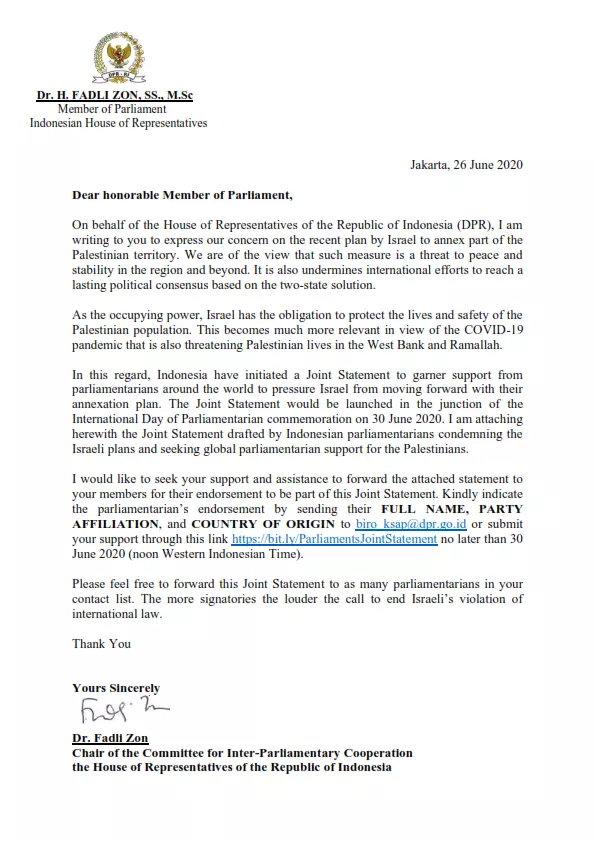 DPR - RI
Dr. H. FADLI ZON, SS., M.Sc
Member of Parliament
Indonesian House of Representatives
Jakarta, 26 June 2020
Dear honorable Member of Parliament,
On behalf of the House of Representatives of the Republic of Indonesia (DPR), I am
writing to you to express our concern on the recent plan by Israel to annex part of the
Palestinian territory. We are of the view that such measure is a threat to peace and
stability in the region and beyond. It is also undermines international efforts to reach a
lasting political consensus based on the two-state solution.
As the occupying power, Israel has the obligation to protect the lives and safety of the
Palestinian population. This becomes much more relevant in view of the COVID-19
pandemic that is also threatening Palestinian lives in the West Bank and Ramallah.
In this regard, Indonesia have initiated a Joint Statement to garner support from
parliamentarians around the world to pressure Israel from moving forward with their
annexation plan. The Joint Statement would be launched in the junction of the
International Day of Parliamentarian commemoration on 30 June 2020. I am attaching
herewith the Joint Statement drafted by Indonesian parliamentarians condemning the
Israeli plans and seeking global parliamentarian support for the Palestinians.
I would like to seek your support and assistance to forward the attached statement to
your members for their endorsement to be part of this Joint Statement. Kindly indicate
the parliamentarian's endorsement by sending their FULL NAME, PARTY
AFFILIATION, and COUNTRY OF ORIGIN to biro_ksap@dpr.go.id or submit
your support through this link https://bit.ly/ParliamentsJointStatement no later than 30
June 2020 (noon Western Indonesian Time).
Please feel free to forward this Joint Statement to as many parliamentarians in your
contact list. The more signatories the louder the call to end Israeli's violation of
international law.
Thank You
Yours Sincerely
Dr. Fadli Zon
Chair of the Committee for Inter-Parliamentary Cooperation
the House of Representatives of the Republic of Indonesia